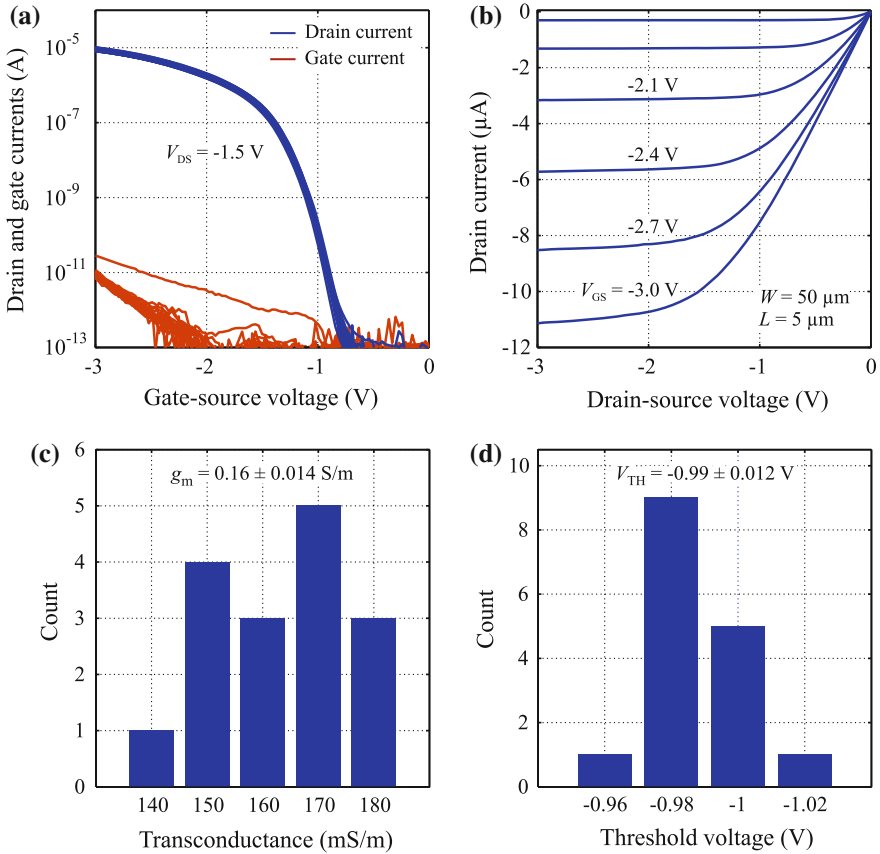 (a)
Drain and gate currents (A)
10⁻⁵
10⁻⁷
10⁻⁹
10⁻¹¹
10⁻¹³
Drain current
Gate current
V_DS = -1.5 V
-3
-2
-1
0
Gate-source voltage (V)
(b)
Drain current (µA)
0
-2
-4
-6
-8
-10
-12
-2.1 V
-2.4 V
-2.7 V
V_GS = -3.0 V
W = 50 µm
L = 5 µm
-3
-2
-1
0
Drain-source voltage (V)
(c)
Count
6
5
4
3
2
1
0
g_m = 0.16 ± 0.014 S/m
140
150
160
170
180
Transconductance (mS/m)
(d)
Count
10
8
6
4
2
0
V_TH = -0.99 ± 0.012 V
-0.96
-0.98
-1
-1.02
Threshold voltage (V)